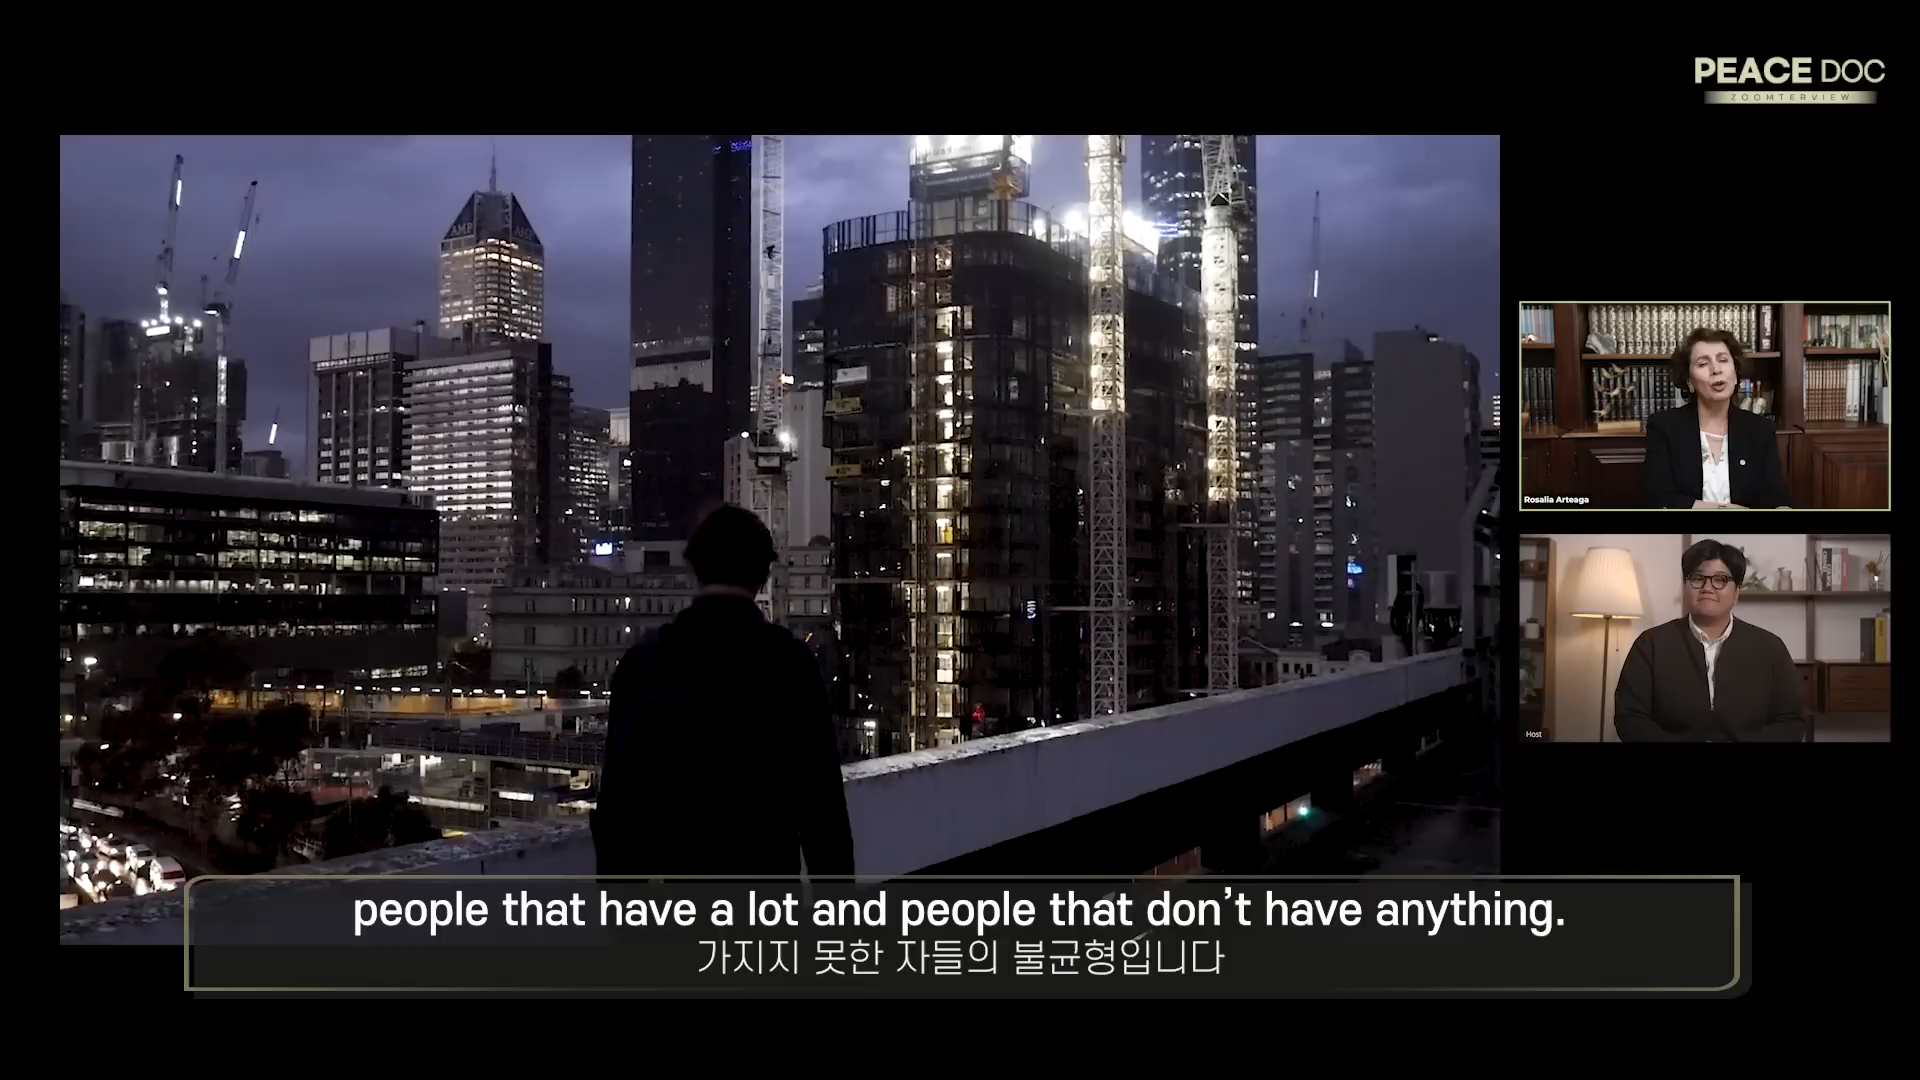 PEACE DOC
ZOOMTERVIEW
AMP
Rosalia Arteaga
Host
people that have a lot and people that don't have anything.
가지지 못한 자들의 불균형입니다